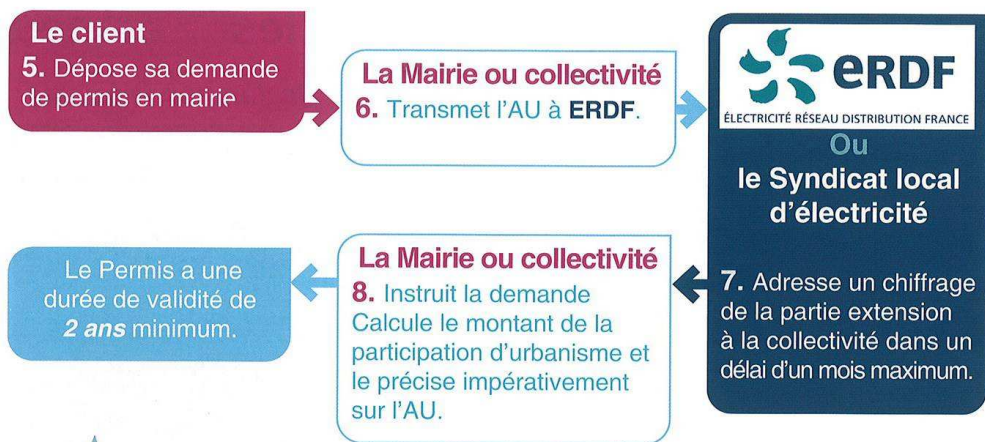 Le client
5. Dépose sa demande
de permis en mairie
La Mairie ou collectivité
6. Transmet l'AU à ERDF.
eRDF
ÉLECTRICITÉ RÉSEAU DISTRIBUTION FRANCE
Ou
le Syndicat local
d'électricité
7. Adresse un chiffrage
de la partie extension
à la collectivité dans un
délai d'un mois maximum.
La Mairie ou collectivité
8. Instruit la demande
Calcule le montant de la
participation d'urbanisme et
le précise impérativement
sur l'AU.
Le Permis a une
durée de validité de
2 ans minimum.